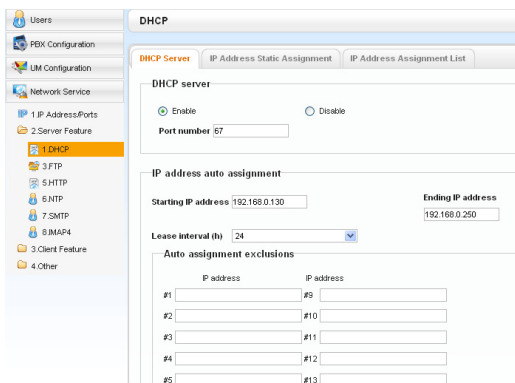 Users
PBX Configuration
UM Configuration
Network Service
IP 1.IP Address/Ports
2.Server Feature
1.DHCP
3.FTP
5.HTTP
6.NTP
7.SMTP
8.IMAP4
3.Client Feature
4.Other
DHCP
DHCP Server
IP Address Static Assignment
IP Address Assignment List
DHCP server
Enable
Disable
Port number 67
IP address auto assignment
Starting IP address 192.168.0.130
Ending IP address
192.168.0.250
Lease interval (h) 24
Auto assignment exclusions
IP address IP address
#1 #9
#2 #10
#3 #11
#4 #12
#5 #13